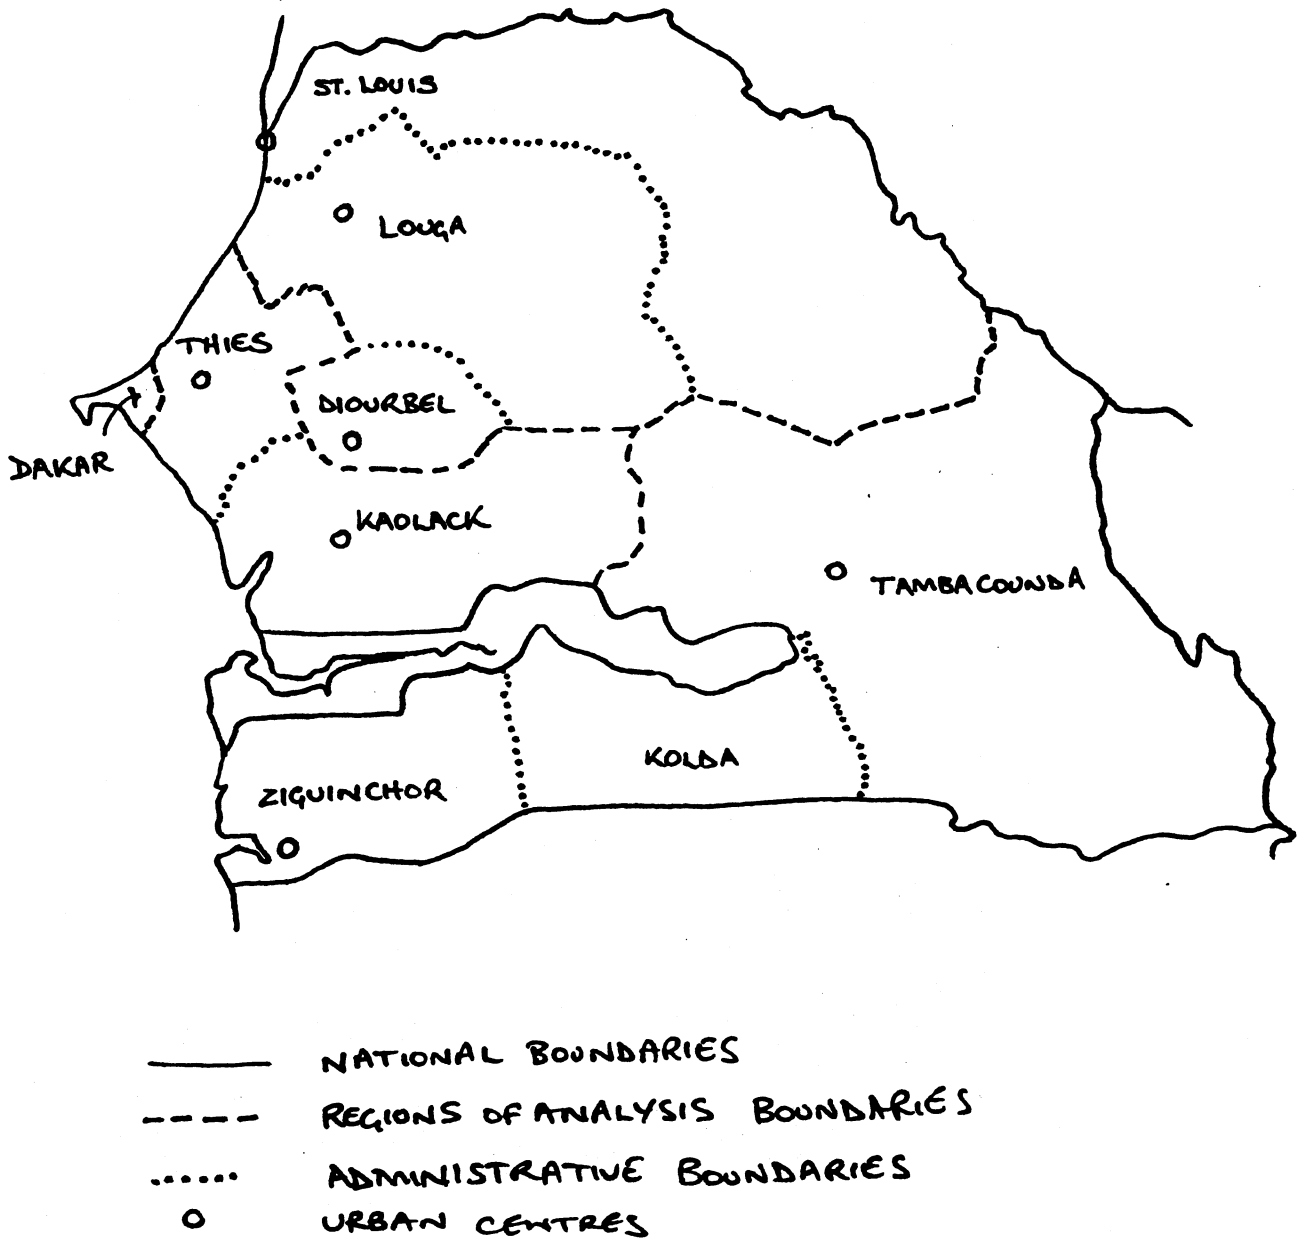 ST. LOUIS
LOUGA
THIES
DIOURBEL
DAKAR
KAOLACK
TAMBACOUNDA
KOLDA
ZIGUINCHOR
NATIONAL BOUNDARIES
REGIONS OF ANALYSIS BOUNDARIES
ADMINISTRATIVE BOUNDARIES
URBAN CENTRES